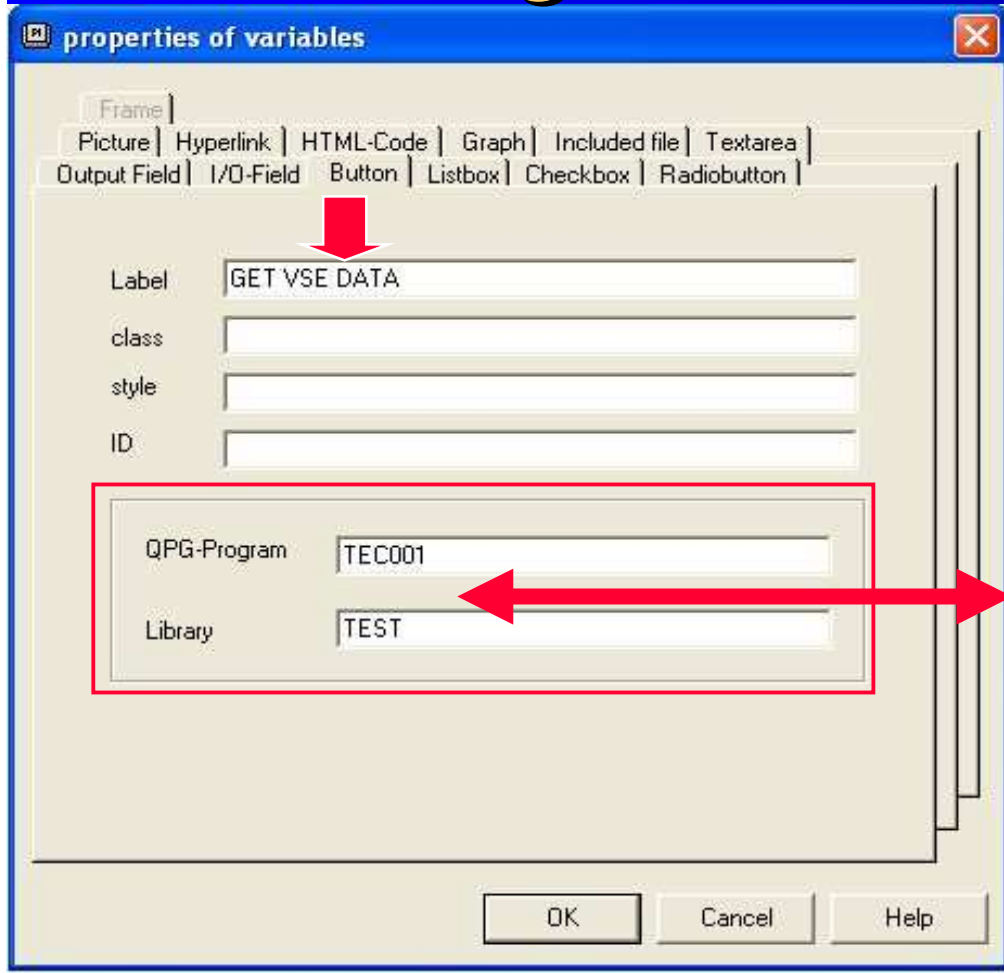 PI properties of variables
Frame
Picture Hyperlink HTML-Code Graph Included file Textarea
Output Field I/O-Field Button Listbox Checkbox Radiobutton
Label GET VSE DATA
class
style
ID
QPG-Program TEC001
Library TEST
OK Cancel Help